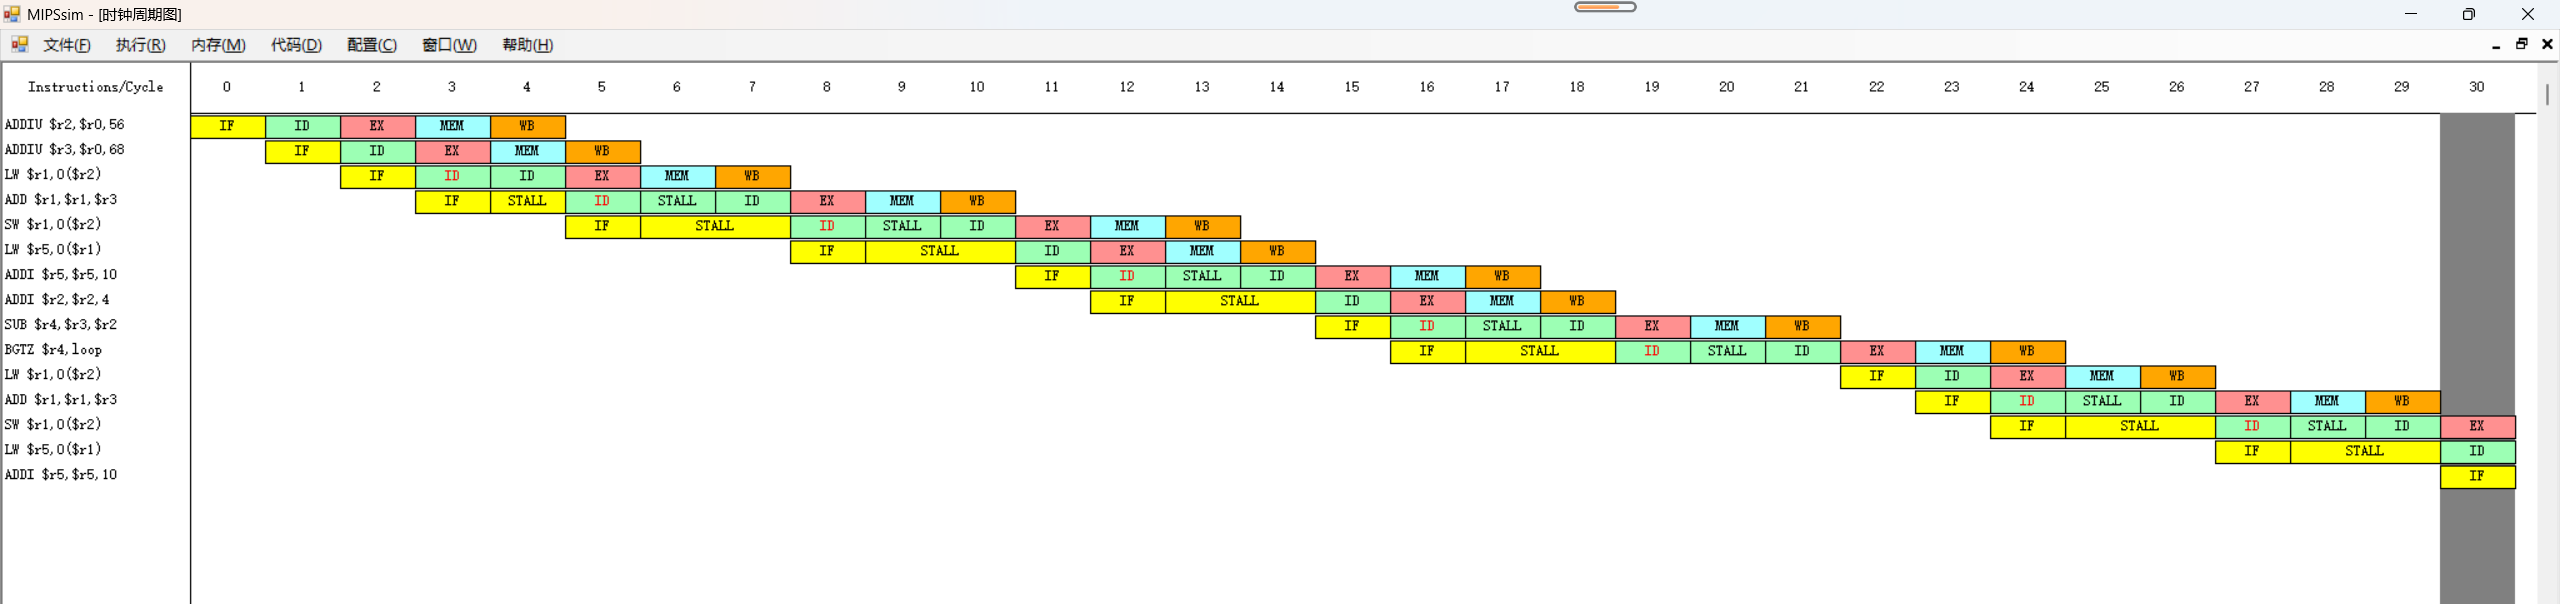 MIPSsim - [时钟周期图]
文件(F) 执行(R) 内存(M) 代码(D) 配置(C) 窗口(W) 帮助(H)
Instructions/Cycle 0 1 2 3 4 5 6 7 8 9 10 11 12 13 14 15 16 17 18 19 20 21 22 23 24 25 26 27 28 29 30
ADDIU $r2,$r0,56 IF ID EX MEM WB
ADDIU $r3,$r0,68 IF ID EX MEM WB
LW $r1,0($r2) IF ID ID EX MEM WB
ADD $r1,$r1,$r3 IF STALL ID STALL ID EX MEM WB
SW $r1,0($r2) IF STALL ID STALL ID EX MEM WB
LW $r5,0($r1) IF STALL ID EX MEM WB
ADDI $r5,$r5,10 IF ID STALL ID EX MEM WB
ADDI $r2,$r2,4 IF STALL ID EX MEM WB
SUB $r4,$r3,$r2 IF ID STALL ID EX MEM WB
BGTZ $r4,loop IF STALL ID STALL ID EX MEM WB
LW $r1,0($r2) IF ID EX MEM WB
ADD $r1,$r1,$r3 IF ID STALL ID EX MEM WB
SW $r1,0($r2) IF STALL ID STALL ID EX
LW $r5,0($r1) IF STALL ID
ADDI $r5,$r5,10 IF